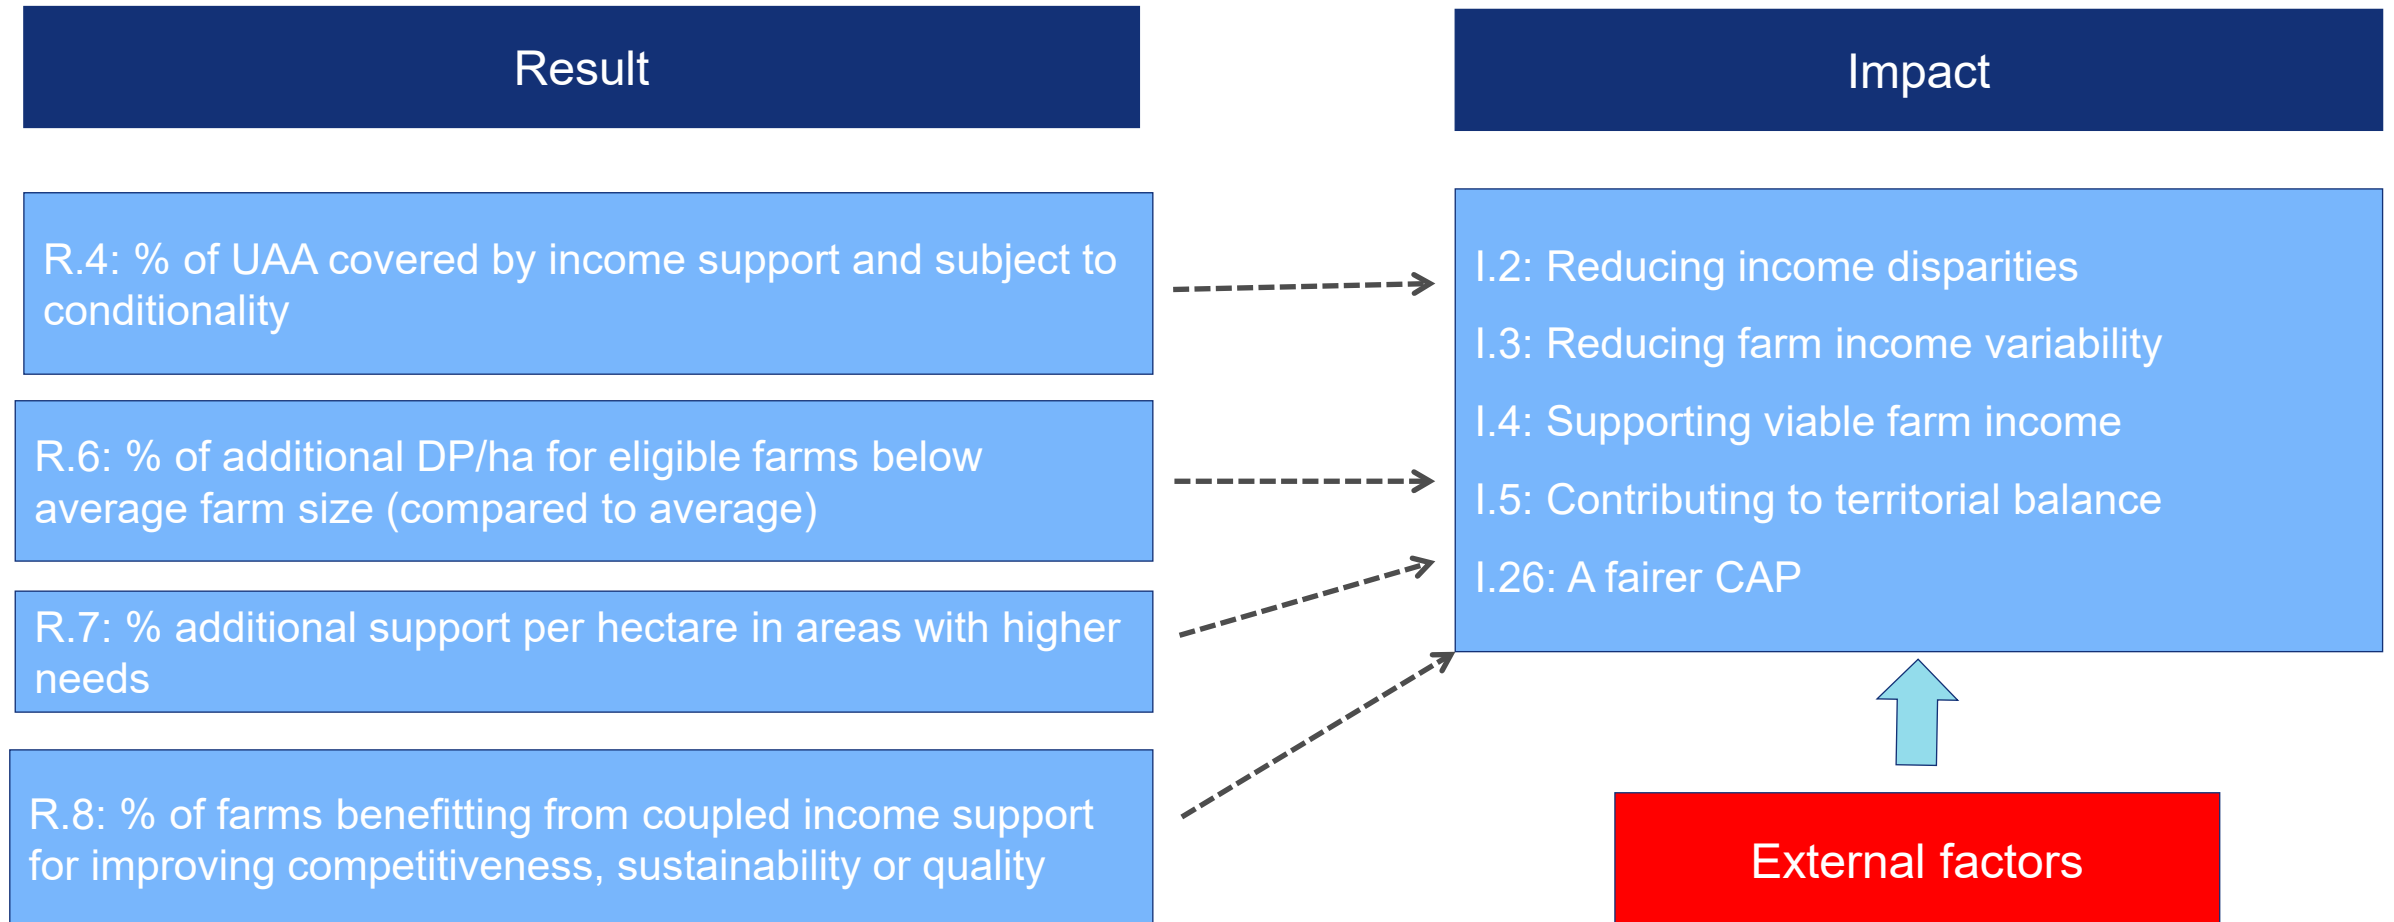 Result
Impact
R.4: % of UAA covered by income support and subject to
conditionality
R.6: % of additional DP/ha for eligible farms below
average farm size (compared to average)
R.7: % additional support per hectare in areas with higher
needs
R.8: % of farms benefitting from coupled income support
for improving competitiveness, sustainability or quality
I.2: Reducing income disparities
I.3: Reducing farm income variability
I.4: Supporting viable farm income
I.5: Contributing to territorial balance
I.26: A fairer CAP
External factors